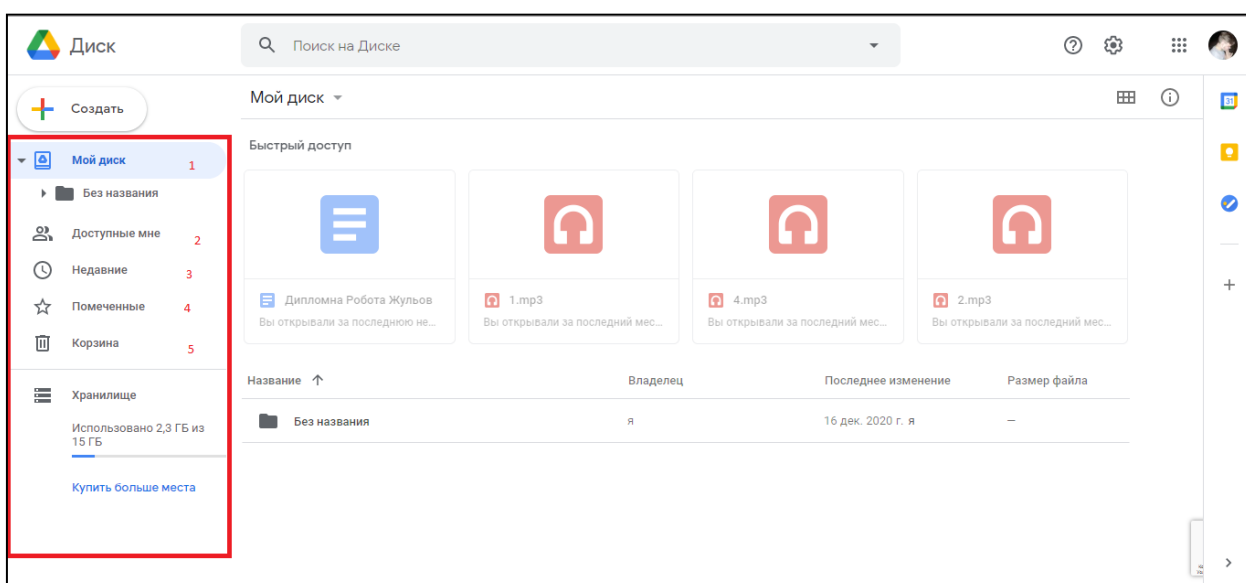 Диск
Поиск на Диске
Создать
Мой диск
31
Мой диск 1
Быстрый доступ
Без названия
Доступные мне 2
Недавние 3
Помеченные 4
Дипломна Робота Жульов
1.mp3
4.mp3
2.mp3
Вы открывали за последнюю не...
Вы открывали за последний мес...
Вы открывали за последний мес...
Вы открывали за последний мес...
Корзина 5
Название
Владелец
Последнее изменение
Размер файла
Хранилище
Без названия
я
16 дек. 2020 г. я
—
Использовано 2,3 ГБ из
15 ГБ
Купить больше места